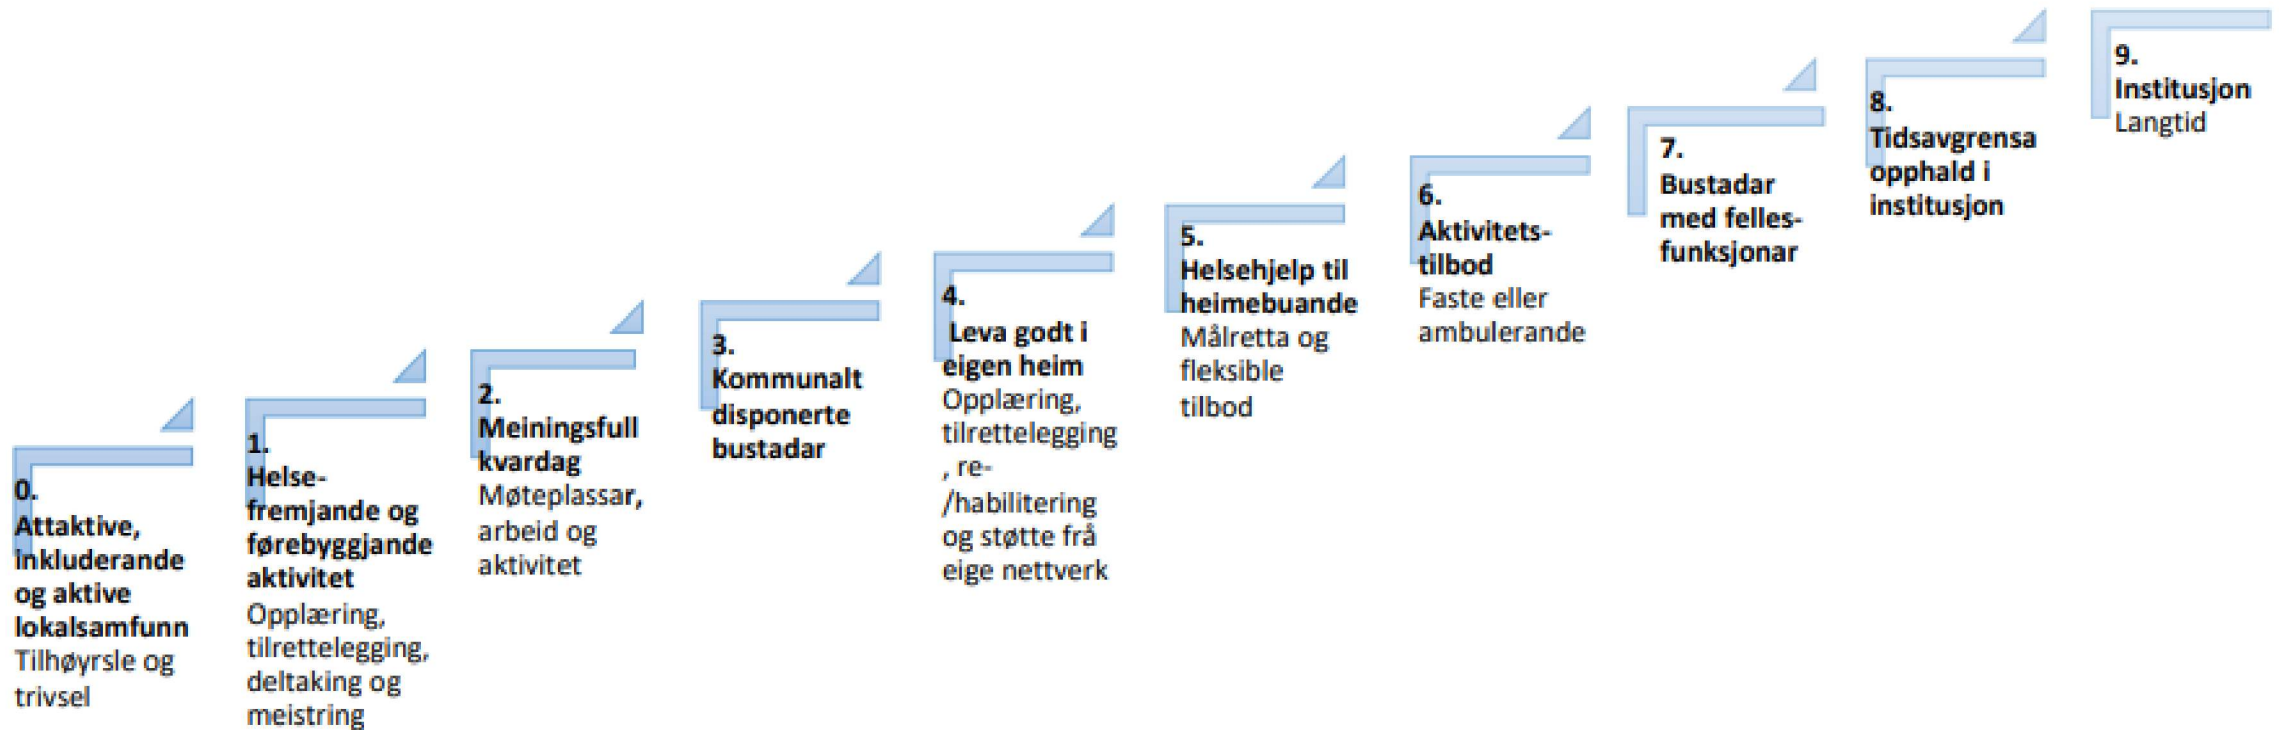 0.
Attaktive,
inkluderande
og aktive
lokalsamfunn
Tilhøyrsle og
trivsel
1.
Helse-
fremjande og
førebyggjande
aktivitet
Opplæring,
tilrettelegging,
deltaking og
meistring
2.
Meiningsfull
kvardag
Møteplassar,
arbeid og
aktivitet
3.
Kommunalt
disponerte
bustadar
4.
Leva godt i
eigen heim
Opplæring,
tilrettelegging
, re-
/habilitering
og støtte frå
eige nettverk
5.
Helsehjelp til
heimebuande
Målretta og
fleksible
tilbod
6.
Aktivitets-
tilbod
Faste eller
ambulerande
7.
Bustadar
med felles-
funksjonar
8.
Tidsavgrensa
opphald i
institusjon
9.
Institusjon
Langtid